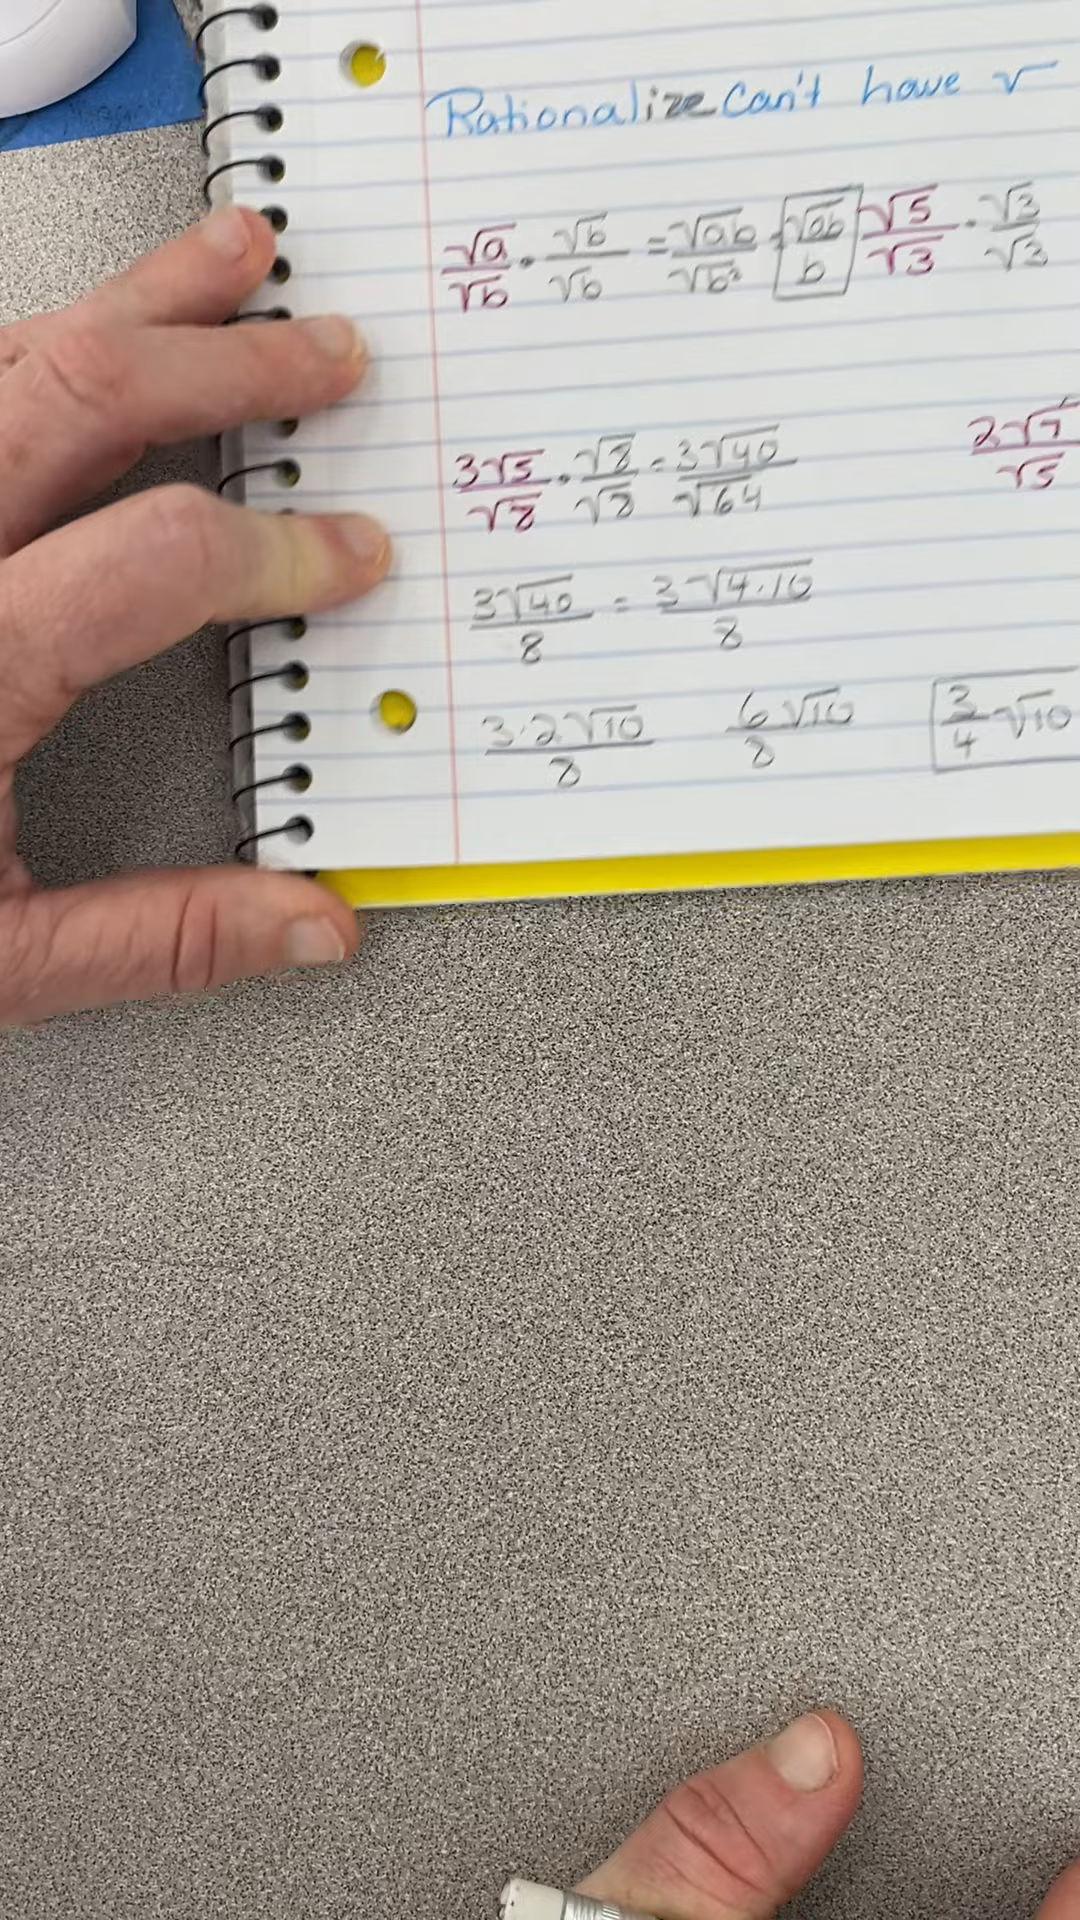 Rationalize Can't have √
√a/√b · √b/√b = √ab/√b² √ab/b √5/√3 · √3/√3
3√5/√8 · √8/√8 = 3√40/√64 2√7/√5
3√40/8 = 3√4·10/8
3·2√10/8 6√10/8 3/4 √10